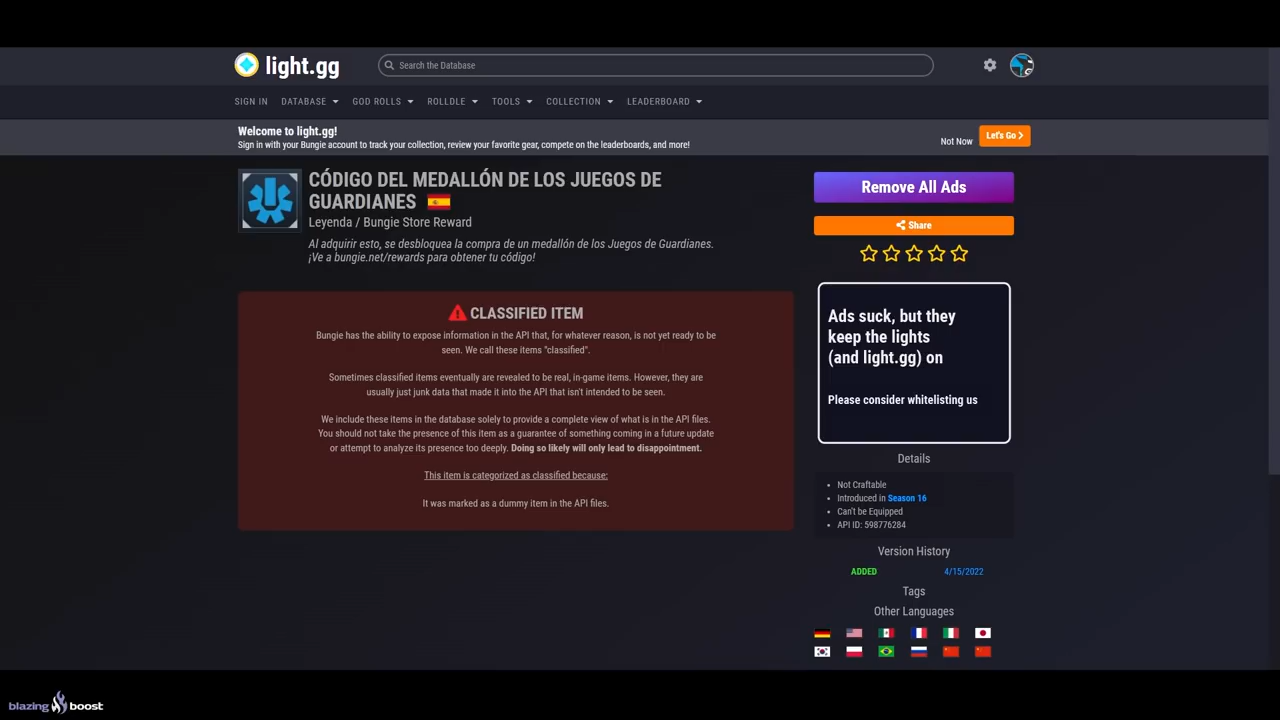 light.gg
Search the Database
SIGN IN DATABASE GOD ROLLS ROLLDLE TOOLS COLLECTION LEADERBOARD
Welcome to light.gg!
Sign in with your Bungie account to track your collection, review your favorite gear, compete on the leaderboards, and more!
Not Now Let's Go
CÓDIGO DEL MEDALLÓN DE LOS JUEGOS DE
GUARDIANES
Leyenda / Bungie Store Reward
Al adquirir esto, se desbloquea la compra de un medallón de los Juegos de Guardianes.
¡Ve a bungie.net/rewards para obtener tu código!
CLASSIFIED ITEM
Bungie has the ability to expose information in the API that, for whatever reason, is not yet ready to be
seen. We call these items "classified".
Sometimes classified items eventually are revealed to be real, in-game items. However, they are
usually just junk data that made it into the API that isn't intended to be seen.
We include these items in the database solely to provide a complete view of what is in the API files.
You should not take the presence of this item as a guarantee of something coming in a future update
or attempt to analyze its presence too deeply. Doing so likely will only lead to disappointment.
This item is categorized as classified because:
It was marked as a dummy item in the API files.
Remove All Ads
Share
Ads suck, but they
keep the lights
(and light.gg) on
Please consider whitelisting us
Details
Not Craftable
Introduced in Season 16
Can't be Equipped
API ID: 598776284
Version History
ADDED 4/15/2022
Tags
Other Languages
blazing boost